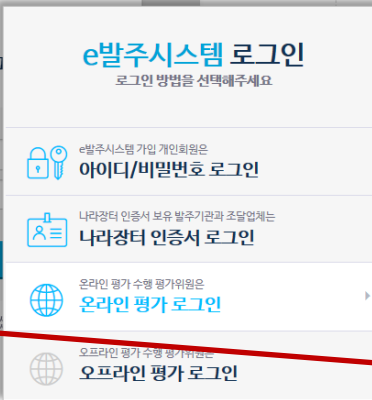 e발주시스템 로그인
로그인 방법을 선택해주세요
e발주시스템 가입 개인회원은
아이디/비밀번호 로그인
나라장터 인증서 보유 발주기관과 조달업체는
나라장터 인증서 로그인
온라인 평가 수행 평가위원은
온라인 평가 로그인
오프라인 평가 수행 평가위원은
오프라인 평가 로그인